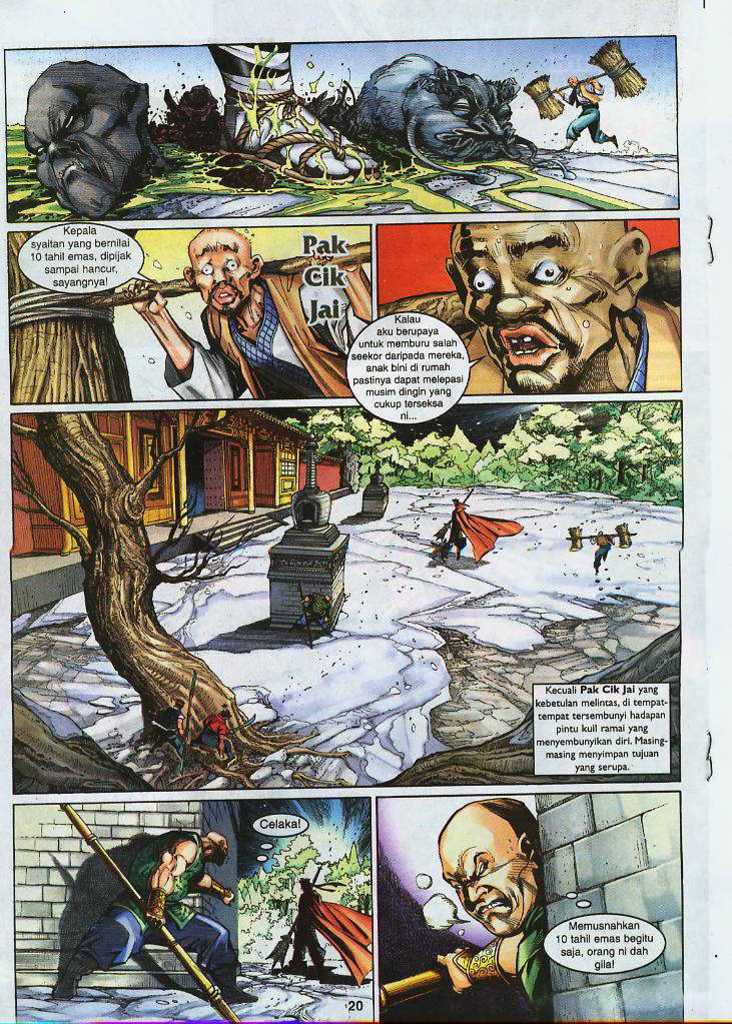 Kepala
syaitan yang bernilai
10 tahil emas, dipijak
sampai hancur,
sayangnya!
Pak
Cik
Jai
Kalau
aku berupaya
untuk memburu salah
seekor daripada mereka,
anak bini di rumah
pastinya dapat melepasi
musim dingin yang
cukup terseksa
ni...
Kecuali Pak Cik Jai yang
kebetulan melintas, di tempat-
tempat tersembunyi hadapan
pintu kuil ramai yang
menyembunyikan diri. Masing-
masing menyimpan tujuan
yang serupa.
Celaka!
Memusnahkan
10 tahil emas begitu
saja, orang ni dah
gila!
20